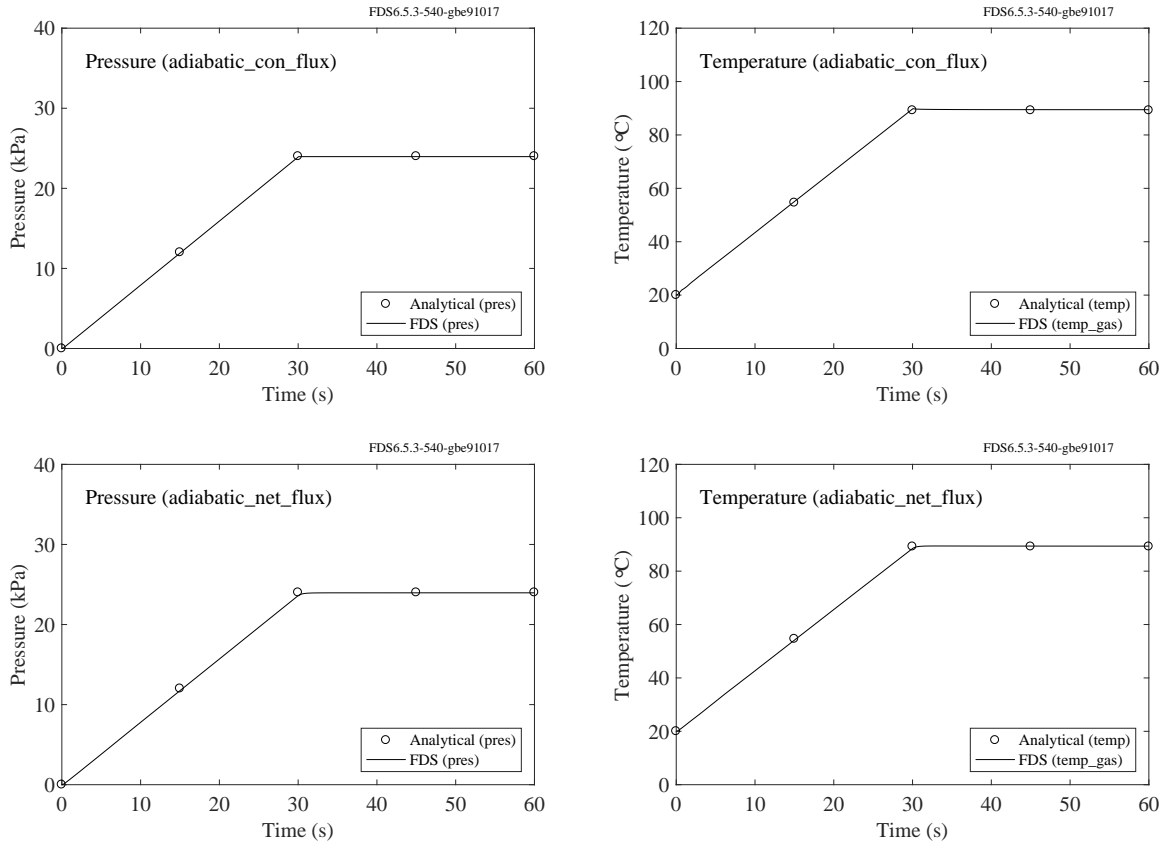 FDS6.5.3-540-gbe91017
Pressure (adiabatic_con_flux)
40
30
20
10
0
Pressure (kPa)
Analytical (pres)
FDS (pres)
0 10 20 30 40 50 60
Time (s)
FDS6.5.3-540-gbe91017
Temperature (adiabatic_con_flux)
120
100
80
60
40
20
0
Temperature (°C)
Analytical (temp)
FDS (temp_gas)
0 10 20 30 40 50 60
Time (s)
FDS6.5.3-540-gbe91017
Pressure (adiabatic_net_flux)
40
30
20
10
0
Pressure (kPa)
Analytical (pres)
FDS (pres)
0 10 20 30 40 50 60
Time (s)
FDS6.5.3-540-gbe91017
Temperature (adiabatic_net_flux)
120
100
80
60
40
20
0
Temperature (°C)
Analytical (temp)
FDS (temp_gas)
0 10 20 30 40 50 60
Time (s)